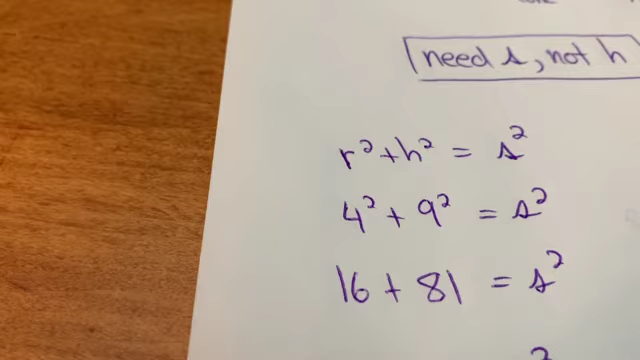 need s, not h
r² + h² = s²
4² + 9² = s²
16 + 81 = s²